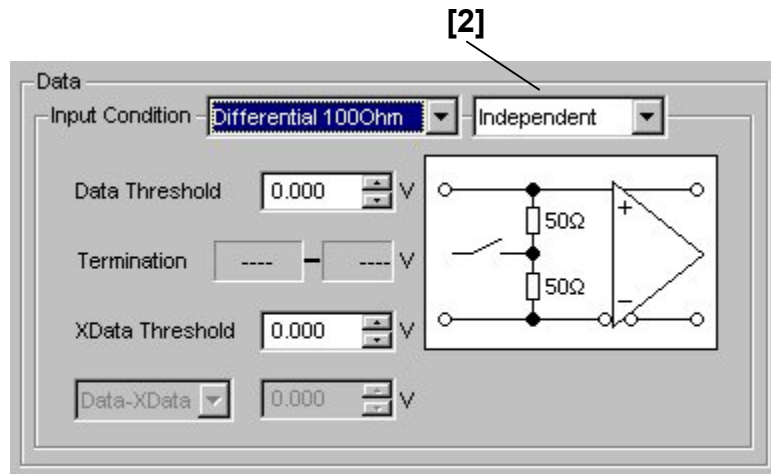 [2]
Data
Input Condition Differential 100Ohm Independent
Data Threshold 0.000 V
+
50Ω
Termination ---- - ---- V
50Ω
−
XData Threshold 0.000 V
Data-XData 0.000 V